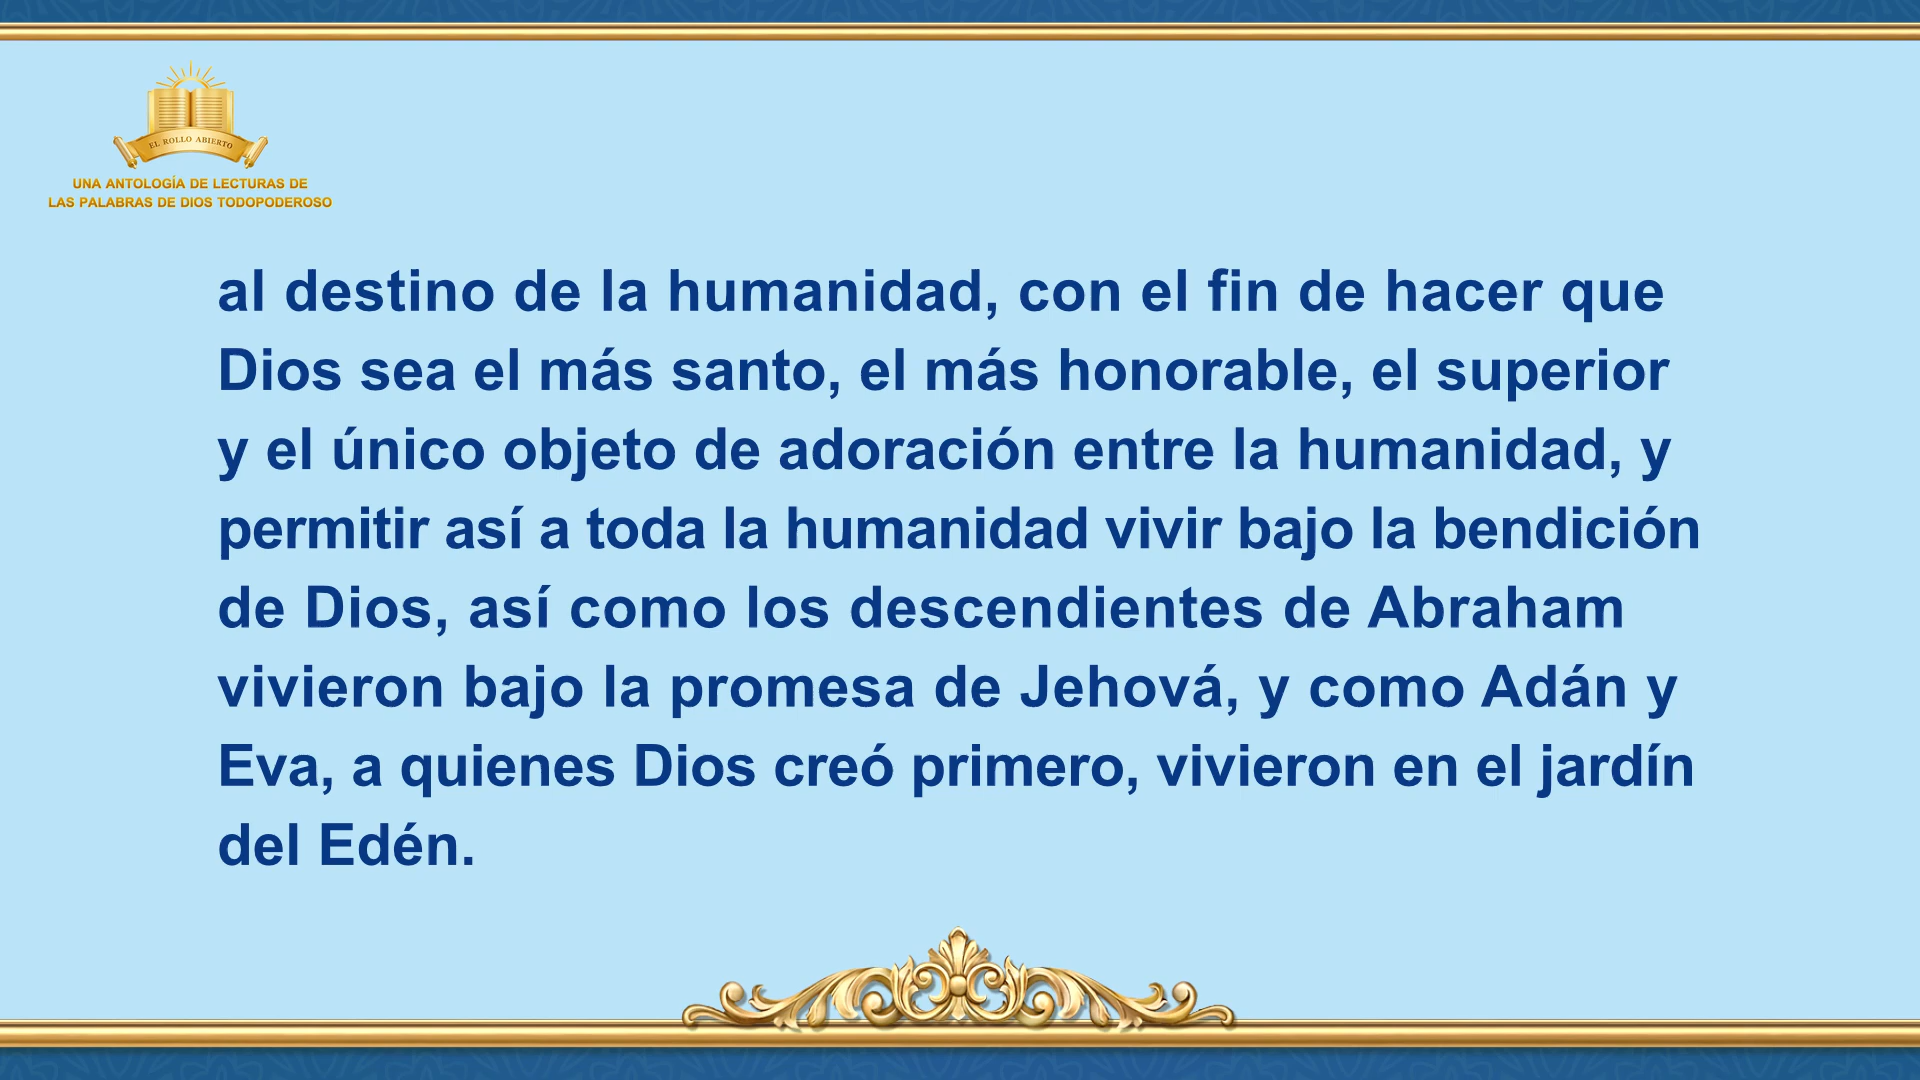 EL ROLLO ABIERTO
UNA ANTOLOGÍA DE LECTURAS DE
LAS PALABRAS DE DIOS TODOPODEROSO
al destino de la humanidad, con el fin de hacer que
Dios sea el más santo, el más honorable, el superior
y el único objeto de adoración entre la humanidad, y
permitir así a toda la humanidad vivir bajo la bendición
de Dios, así como los descendientes de Abraham
vivieron bajo la promesa de Jehová, y como Adán y
Eva, a quienes Dios creó primero, vivieron en el jardín
del Edén.